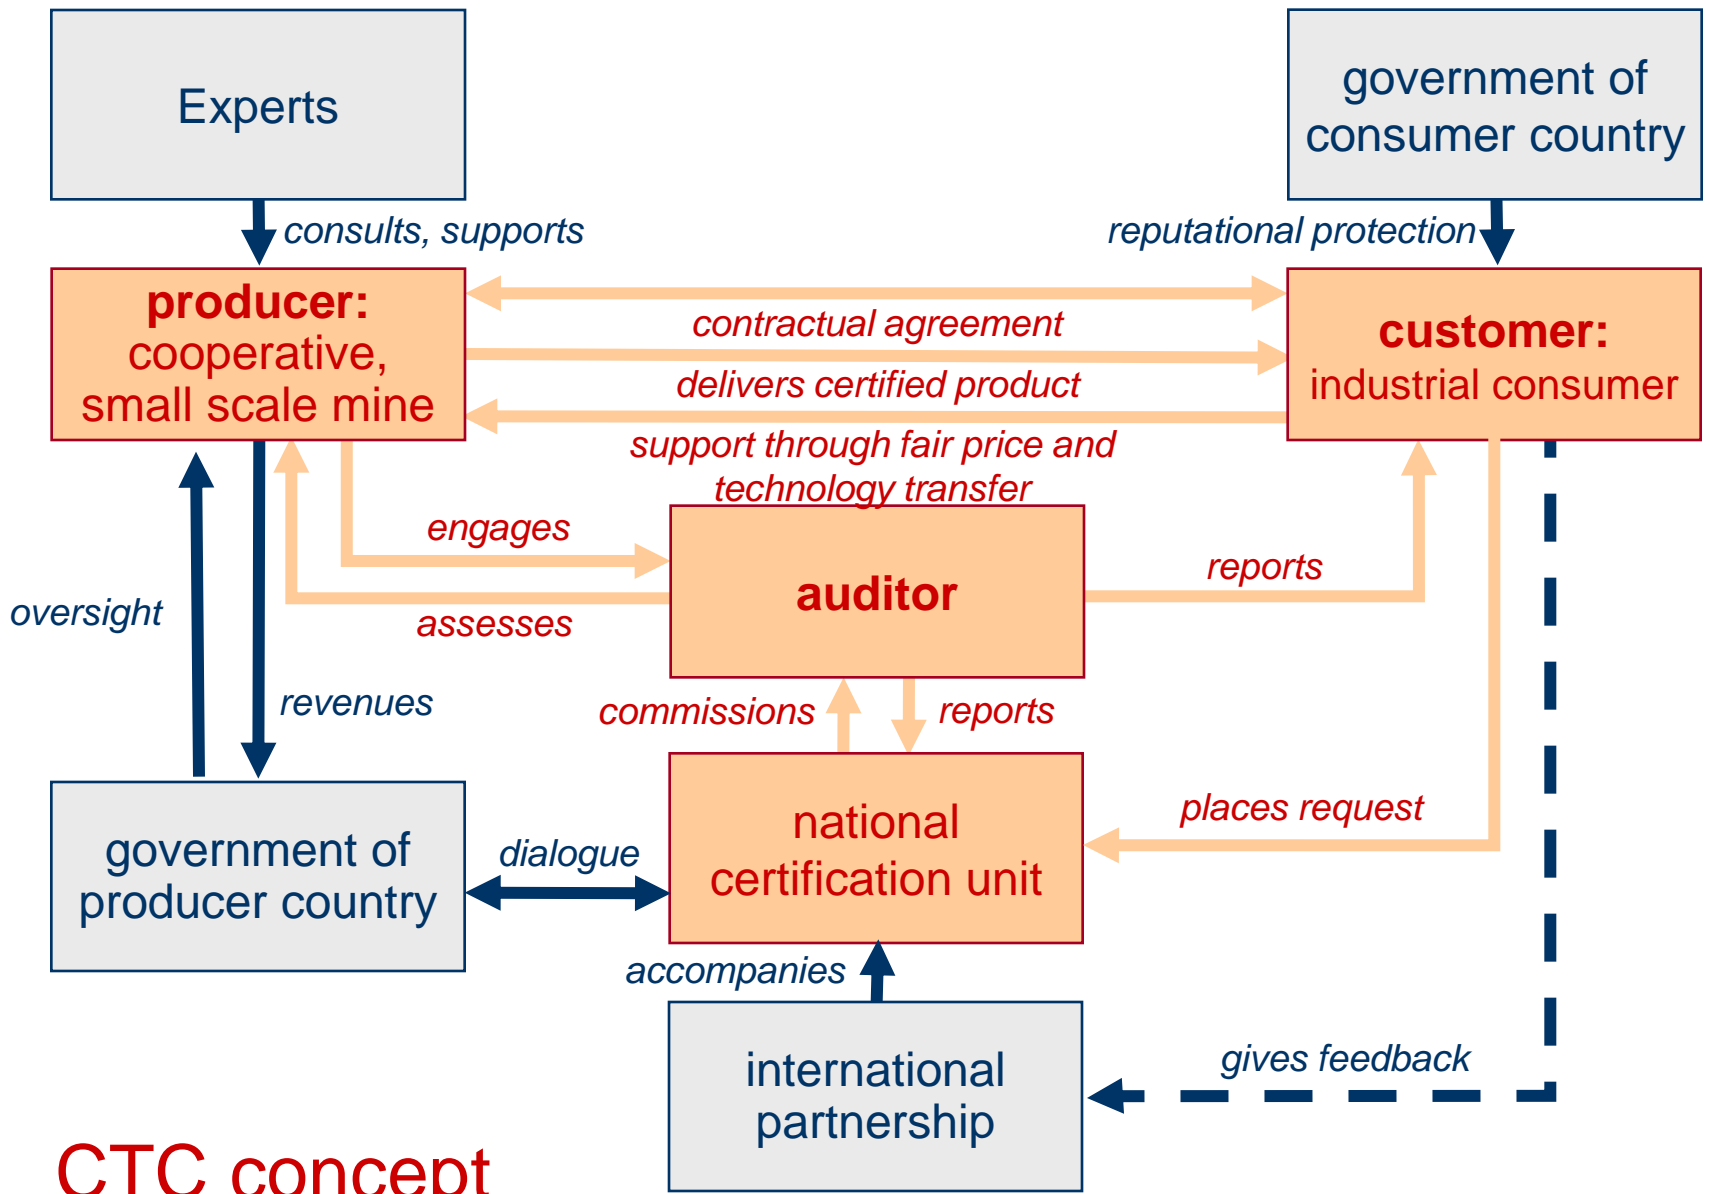 Experts
government of
consumer country
consults, supports
reputational protection
producer:
cooperative,
small scale mine
contractual agreement
customer:
industrial consumer
delivers certified product
support through fair price and
technology transfer
engages
auditor
reports
assesses
oversight
revenues
commissions
reports
national
certification unit
places request
government of
producer country
dialogue
accompanies
international
partnership
gives feedback
CTC concept